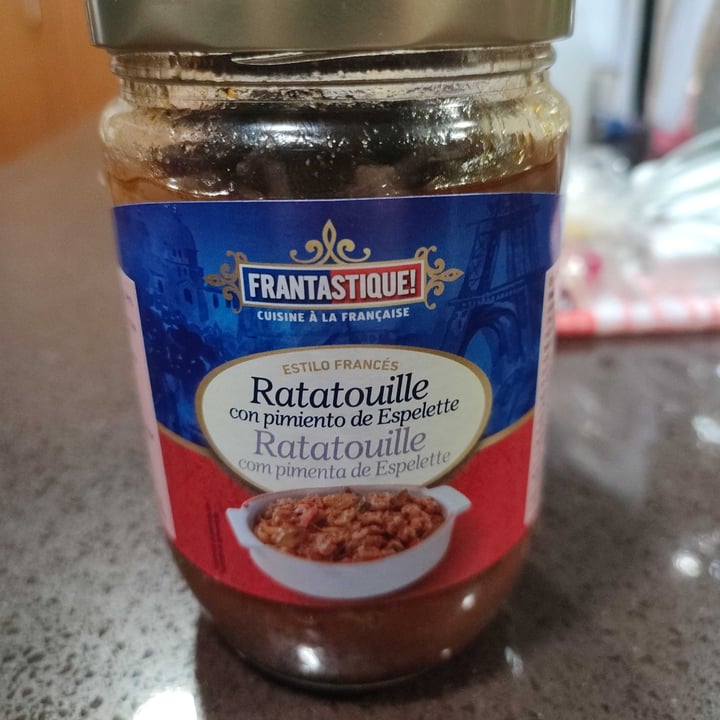 FRANTASTIQUE!
CUISINE À LA FRANÇAISE
ESTILO FRANCÉS
Ratatouille
con pimiento de Espelette
Ratatouille
com pimenta de Espelette